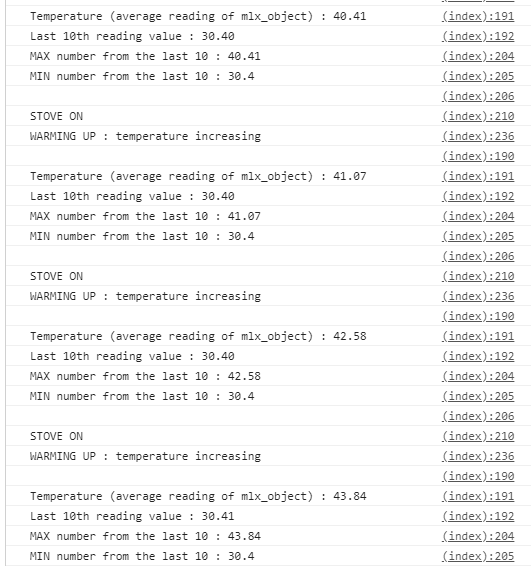 Temperature (average reading of mlx_object) : 40.41 (index):191
Last 10th reading value : 30.40 (index):192
MAX number from the last 10 : 40.41 (index):204
MIN number from the last 10 : 30.4 (index):205
(index):206
STOVE ON (index):210
WARMING UP : temperature increasing (index):236
(index):190
Temperature (average reading of mlx_object) : 41.07 (index):191
Last 10th reading value : 30.40 (index):192
MAX number from the last 10 : 41.07 (index):204
MIN number from the last 10 : 30.4 (index):205
(index):206
STOVE ON (index):210
WARMING UP : temperature increasing (index):236
(index):190
Temperature (average reading of mlx_object) : 42.58 (index):191
Last 10th reading value : 30.40 (index):192
MAX number from the last 10 : 42.58 (index):204
MIN number from the last 10 : 30.4 (index):205
(index):206
STOVE ON (index):210
WARMING UP : temperature increasing (index):236
(index):190
Temperature (average reading of mlx_object) : 43.84 (index):191
Last 10th reading value : 30.41 (index):192
MAX number from the last 10 : 43.84 (index):204
MIN number from the last 10 : 30.4 (index):205